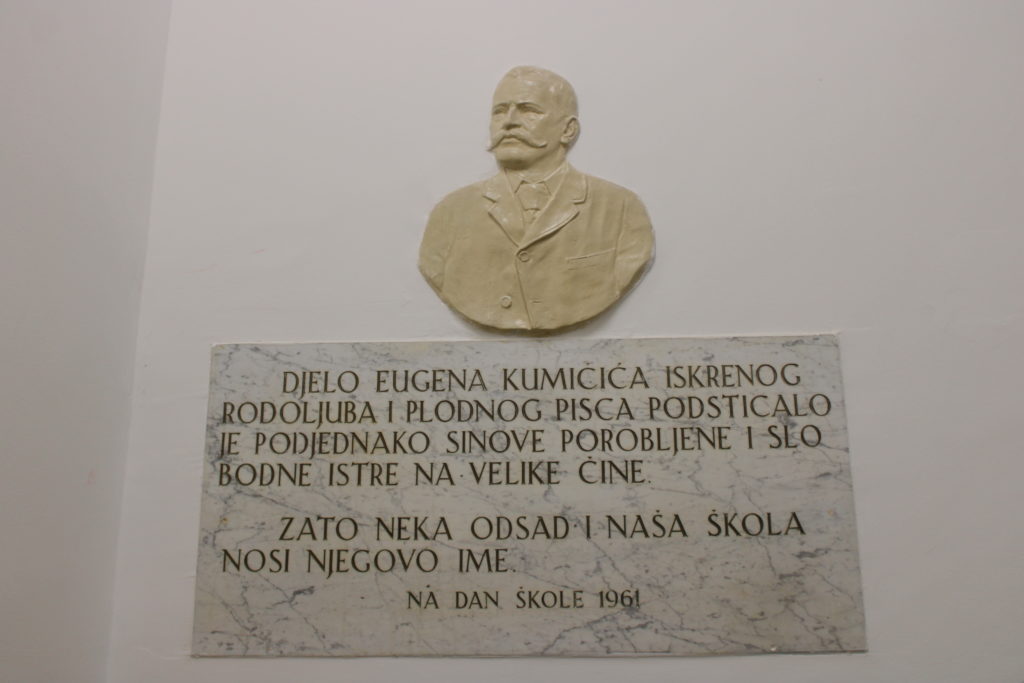 DJELO EUGENA KUMIČIĆA ISKRENOG
RODOLJUBA I PLODNOG PISCA PODSTICALO
JE PODJEDNAKO SINOVE POROBLJENE I SLO
BODNE ISTRE NA VELIKE ČINE.
ZATO NEKA ODSAD I NAŠA ŠKOLA
NOSI NJEGOVO IME.
NA DAN ŠKOLE 1961